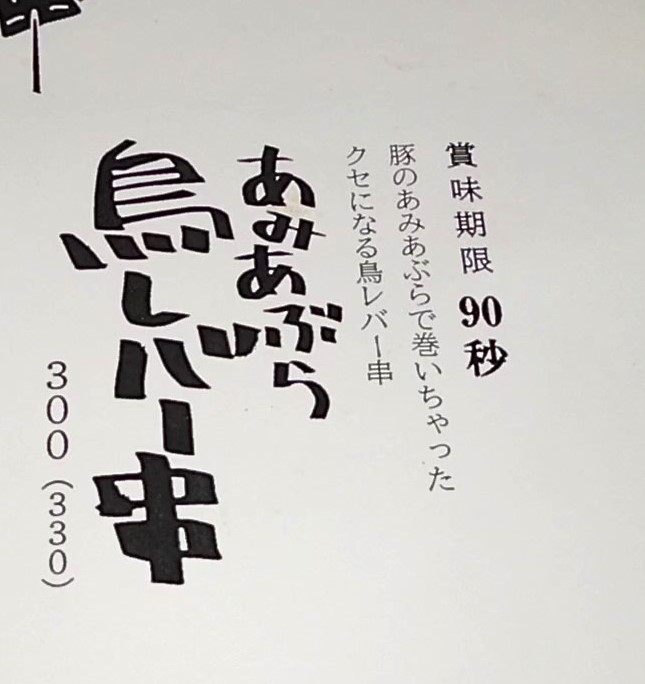 賞味期限 90秒
豚のあみあぶらで巻いちゃった
クセになる鳥レバー串
あみあぶら
鳥レバー串
300（330）